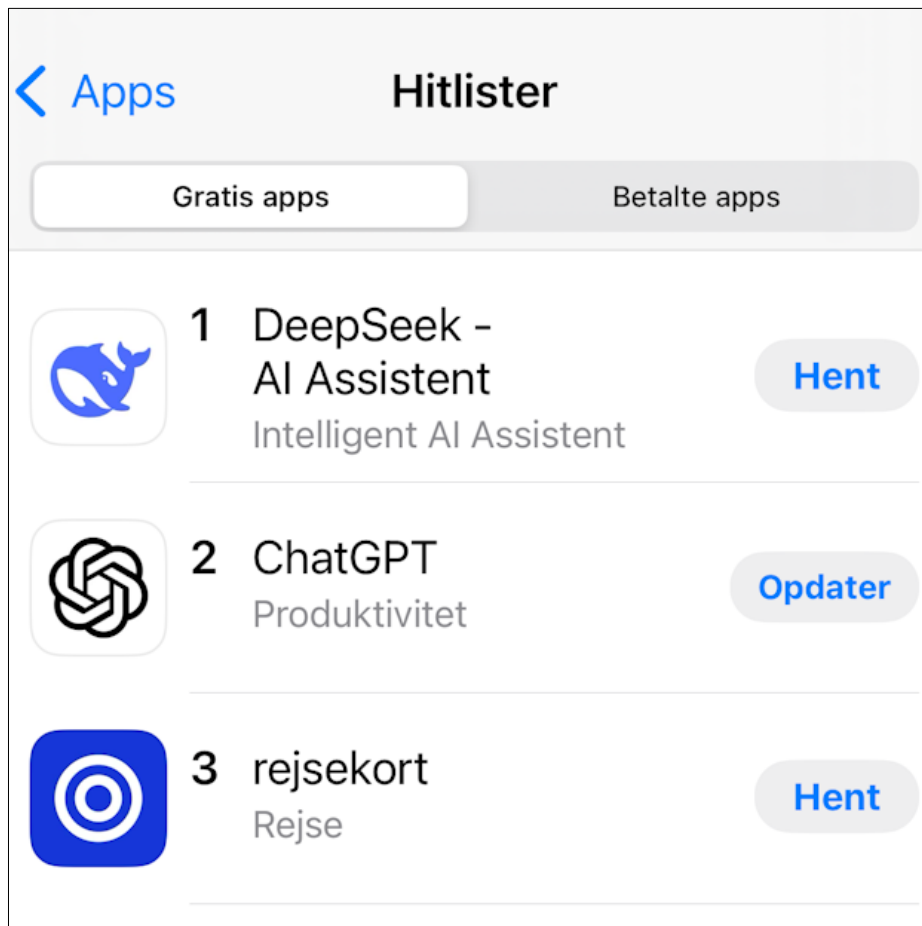 Apps
Hitlister
Gratis apps
Betalte apps
1 DeepSeek -
AI Assistent
Intelligent AI Assistent
Hent
2 ChatGPT
Produktivitet
Opdater
3 rejsekort
Rejse
Hent